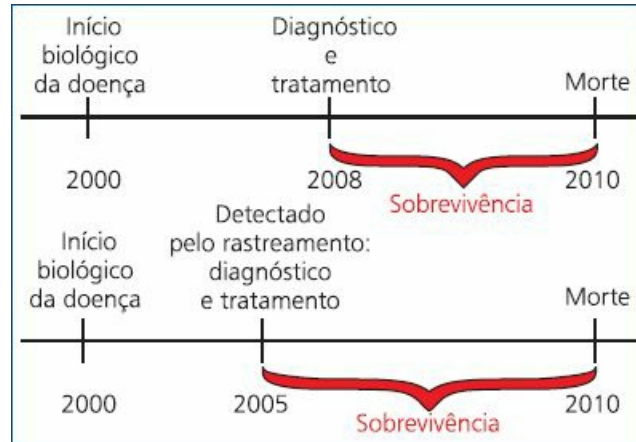 Início
biológico
da doença
Diagnóstico
e
tratamento
Morte
2000
2008
2010
Sobrevivência
Início
biológico
da doença
Detectado
pelo rastreamento:
diagnóstico
e tratamento
Morte
2000
2005
2010
Sobrevivência